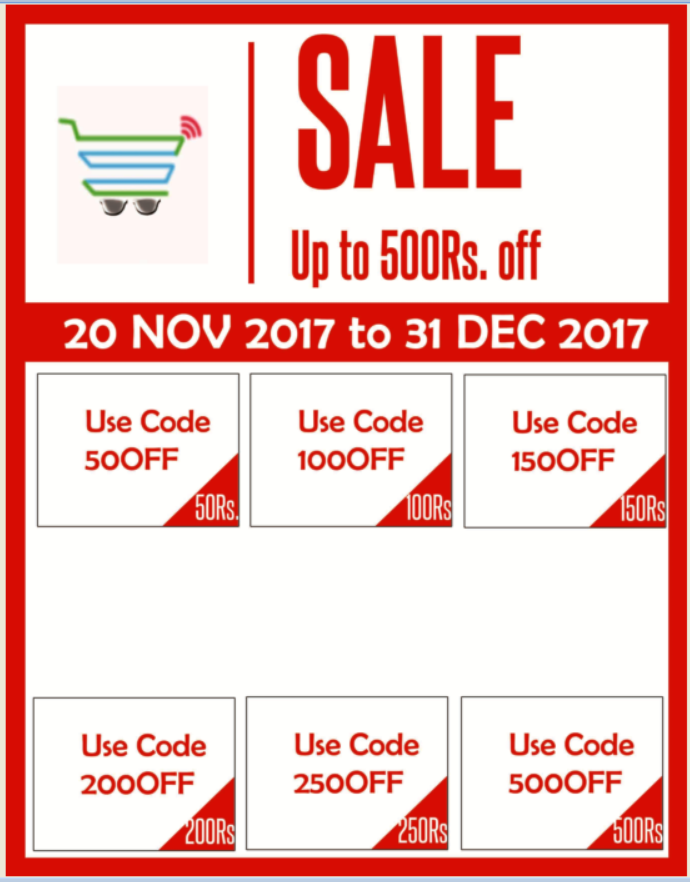 SALE
Up to 500Rs. off
20 NOV 2017 to 31 DEC 2017
Use Code
50OFF
50Rs.
Use Code
100OFF
100Rs
Use Code
150OFF
150Rs
Use Code
200OFF
200Rs
Use Code
250OFF
250Rs
Use Code
500OFF
500Rs